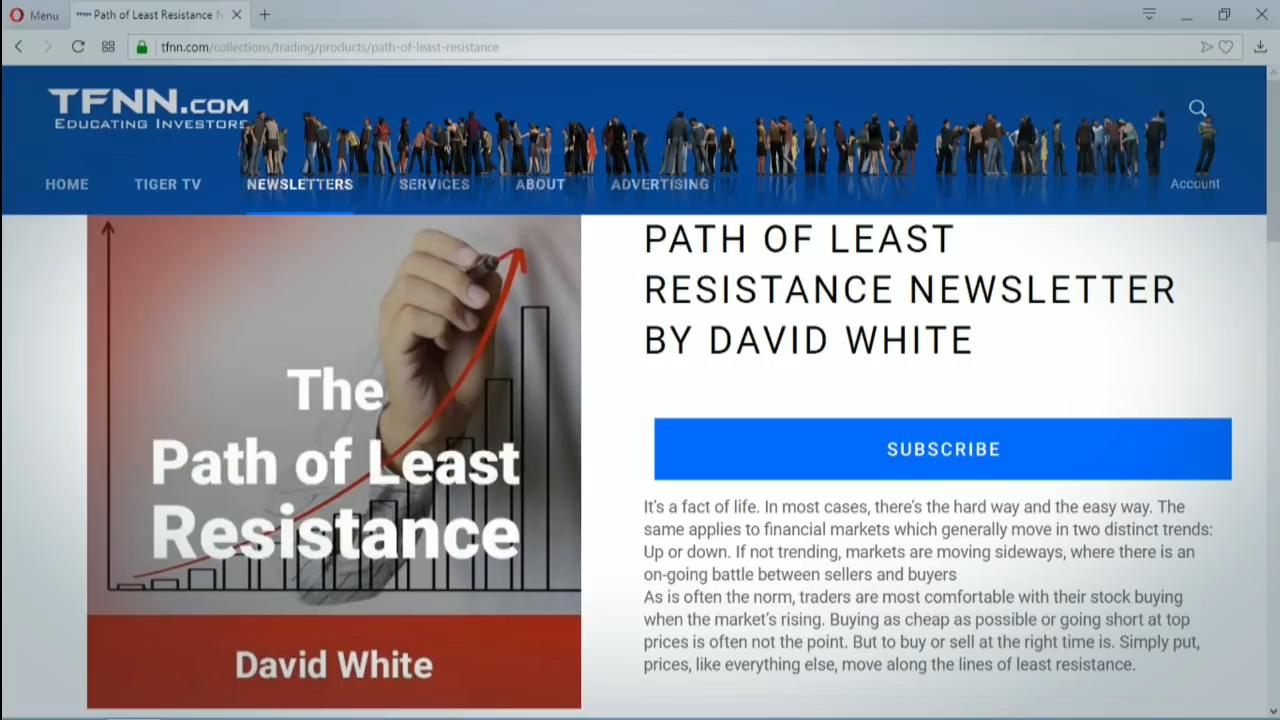 Menu
Path of Least Resistance N
tfnn.com/collections/trading/products/path-of-least-resistance
TFNN.COM
EDUCATING INVESTORS
HOME
TIGER TV
NEWSLETTERS
SERVICES
ABOUT
ADVERTISING
Account
The
Path of Least
Resistance
David White
PATH OF LEAST
RESISTANCE NEWSLETTER
BY DAVID WHITE
SUBSCRIBE
It's a fact of life. In most cases, there's the hard way and the easy way. The
same applies to financial markets which generally move in two distinct trends:
Up or down. If not trending, markets are moving sideways, where there is an
on-going battle between sellers and buyers
As is often the norm, traders are most comfortable with their stock buying
when the market's rising. Buying as cheap as possible or going short at top
prices is often not the point. But to buy or sell at the right time is. Simply put,
prices, like everything else, move along the lines of least resistance.